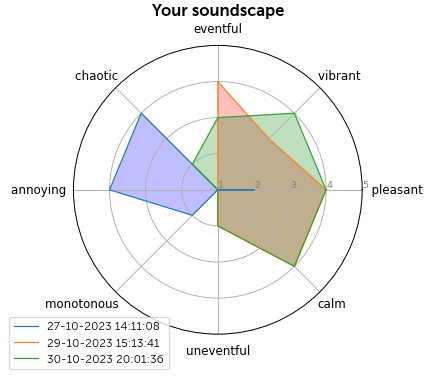 Your soundscape
eventful
chaotic
vibrant
annoying
1
2
3
4
5
pleasant
monotonous
calm
uneventful
27-10-2023 14:11:08
29-10-2023 15:13:41
30-10-2023 20:01:36